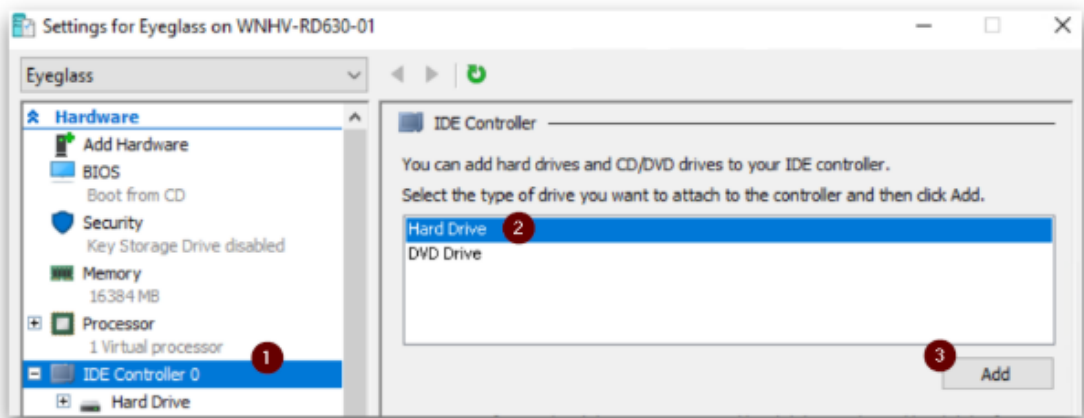 Settings for Eyeglass on WNHV-RD630-01
Eyeglass
Hardware
Add Hardware
BIOS
Boot from CD
Security
Key Storage Drive disabled
Memory
16384 MB
Processor
1 Virtual processor
1
IDE Controller 0
Hard Drive
IDE Controller
You can add hard drives and CD/DVD drives to your IDE controller.
Select the type of drive you want to attach to the controller and then click Add.
Hard Drive 2
DVD Drive
3
Add